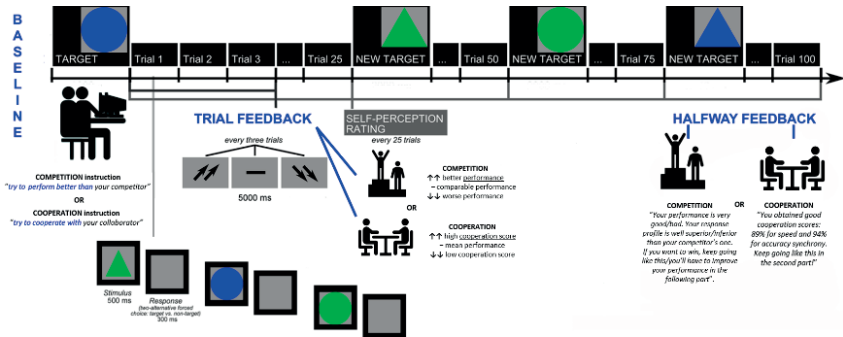 BASELINE
TARGET
Trial 1
Trial 2
Trial 3
...
Trial 25
NEW TARGET
...
Trial 50
NEW TARGET
...
Trial 75
NEW TARGET
...
Trial 100
TRIAL FEEDBACK
every three trials
5000 ms
SELF-PERCEPTION
RATING
every 25 trials
HALFWAY FEEDBACK
COMPETITION instruction
"try to perform better than your competitor"
OR
COOPERATION instruction
"try to cooperate with your collaborator"
COMPETITION
↑↑ better performance
– comparable performance
↓↓ worse performance
OR
COOPERATION
↑↑ high cooperation score
– mean performance
↓↓ low cooperation score
COMPETITION
"Your performance is very
good/bad. Your response
profile is well superior/inferior
than your competitor's one.
If you want to win, keep going
like this/you'll have to improve
your performance in the
following part".
COOPERATION
"You obtained good
cooperation scores:
89% for speed and 94%
for accuracy synchrony.
Keep going like this in
the second part!"
Stimulus
500 ms
Response
(two-alternative forced
choice: target vs. non-target)
300 ms